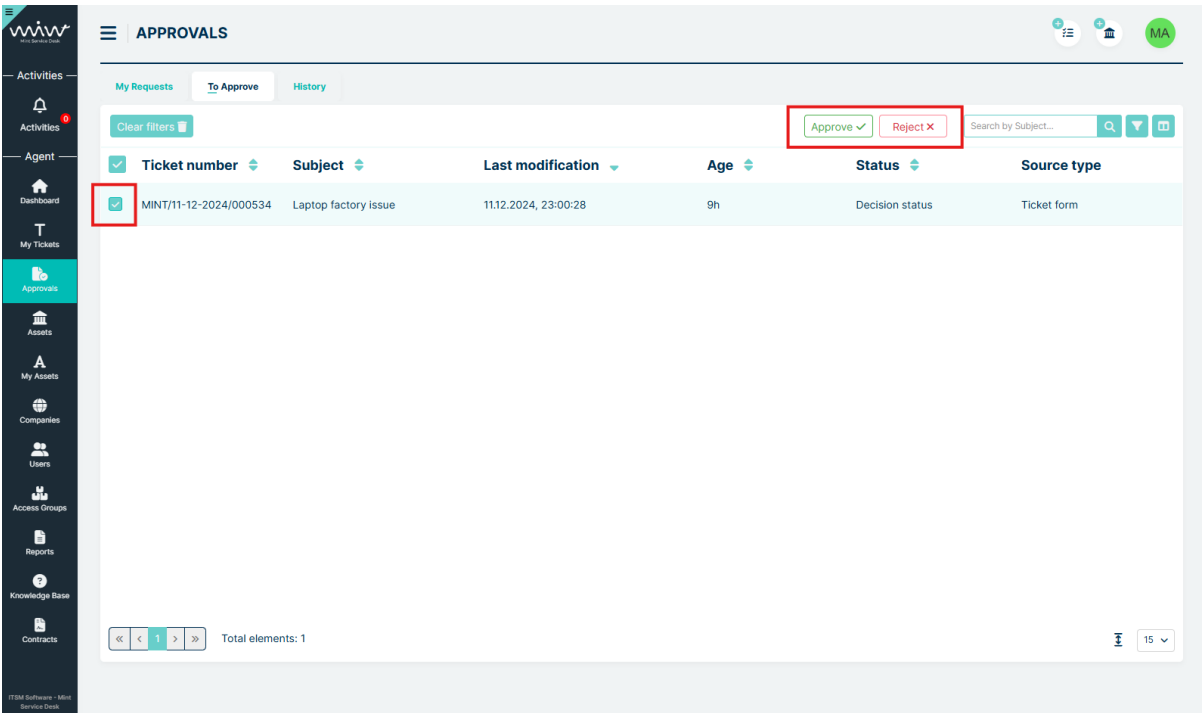 miw
Mint Service Desk
Activities
Activities
0
Agent
Dashboard
T
My Tickets
Approvals
Assets
A
My Assets
Companies
Users
Access Groups
Reports
Knowledge Base
Contracts
ITSM Software - Mint
Service Desk
APPROVALS
MA
My Requests To Approve History
Clear filters Approve Reject Search by Subject...
Ticket number Subject Last modification Age Status Source type
MINT/11-12-2024/000534 Laptop factory issue 11.12.2024, 23:00:28 9h Decision status Ticket form
« < 1 > » Total elements: 1 15